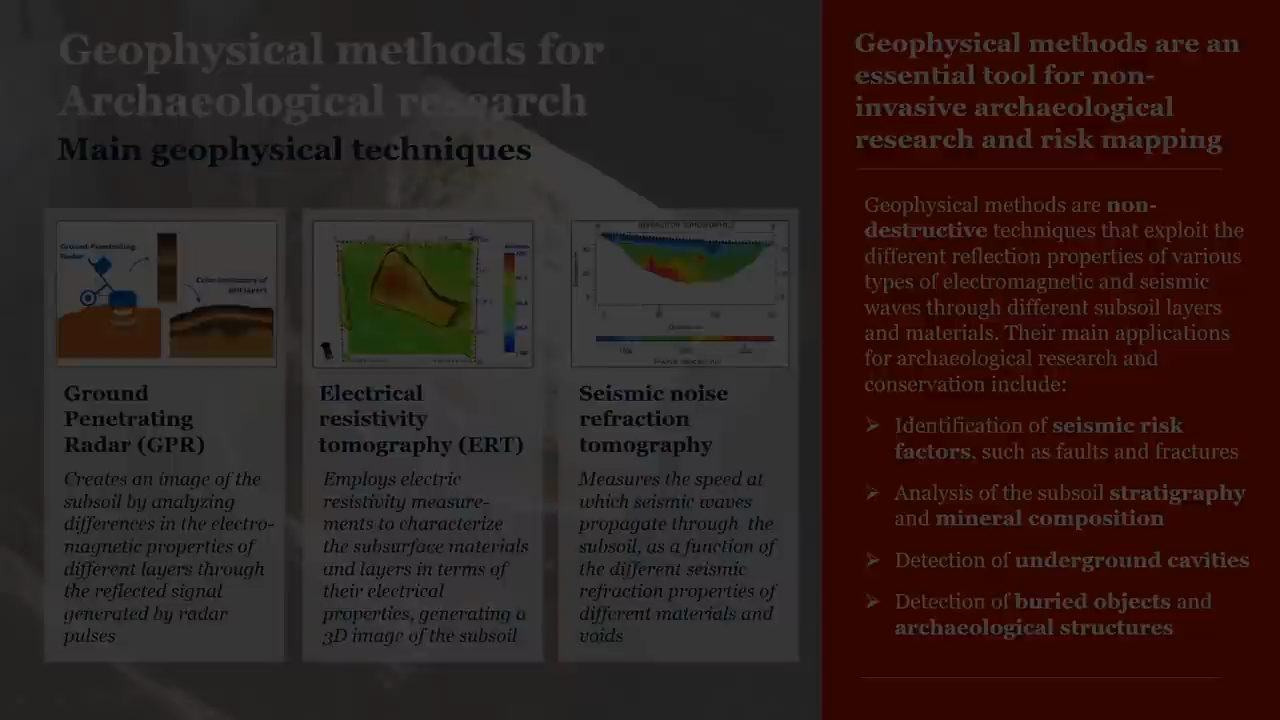 Geophysical methods for
Archaeological research
Main geophysical techniques
Ground-Penetrating
Radar
Ground
Penetrating
Radar (GPR)
Creates an image of the
subsoil by analyzing
differences in the electro-
magnetic properties of
different layers through
the reflected signal
generated by radar
pulses
Electrical
resistivity
tomography (ERT)
Employs electric
resistivity measure-
ments to characterize
the subsurface materials
and layers in terms of
their electrical
properties, generating a
3D image of the subsoil
Seismic noise
refraction
tomography
Measures the speed at
which seismic waves
propagate through the
subsoil, as a function of
the different seismic
refraction properties of
different materials and
voids
Geophysical methods are an
essential tool for non-
invasive archaeological
research and risk mapping
Geophysical methods are non-
destructive techniques that exploit the
different reflection properties of various
types of electromagnetic and seismic
waves through different subsoil layers
and materials. Their main applications
for archaeological research and
conservation include:
Identification of seismic risk
factors, such as faults and fractures
Analysis of the subsoil stratigraphy
and mineral composition
Detection of underground cavities
Detection of buried objects and
archaeological structures